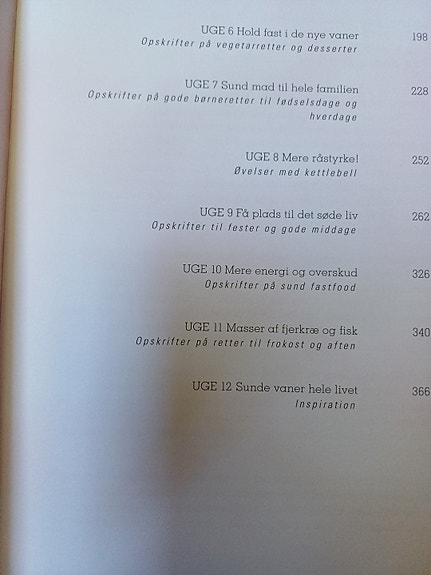 UGE 6 Hold fast i de nye vaner 198
Opskrifter på vegetarretter og desserter
UGE 7 Sund mad til hele familien 228
Opskrifter på gode børneretter til fødselsdage og
hverdage
UGE 8 Mere råstyrke! 252
Øvelser med kettlebell
UGE 9 Få plads til det søde liv 262
Opskrifter til fester og gode middage
UGE 10 Mere energi og overskud 326
Opskrifter på sund fastfood
UGE 11 Masser af fjerkræ og fisk 340
Opskrifter på retter til frokost og aften
UGE 12 Sunde vaner hele livet 366
Inspiration